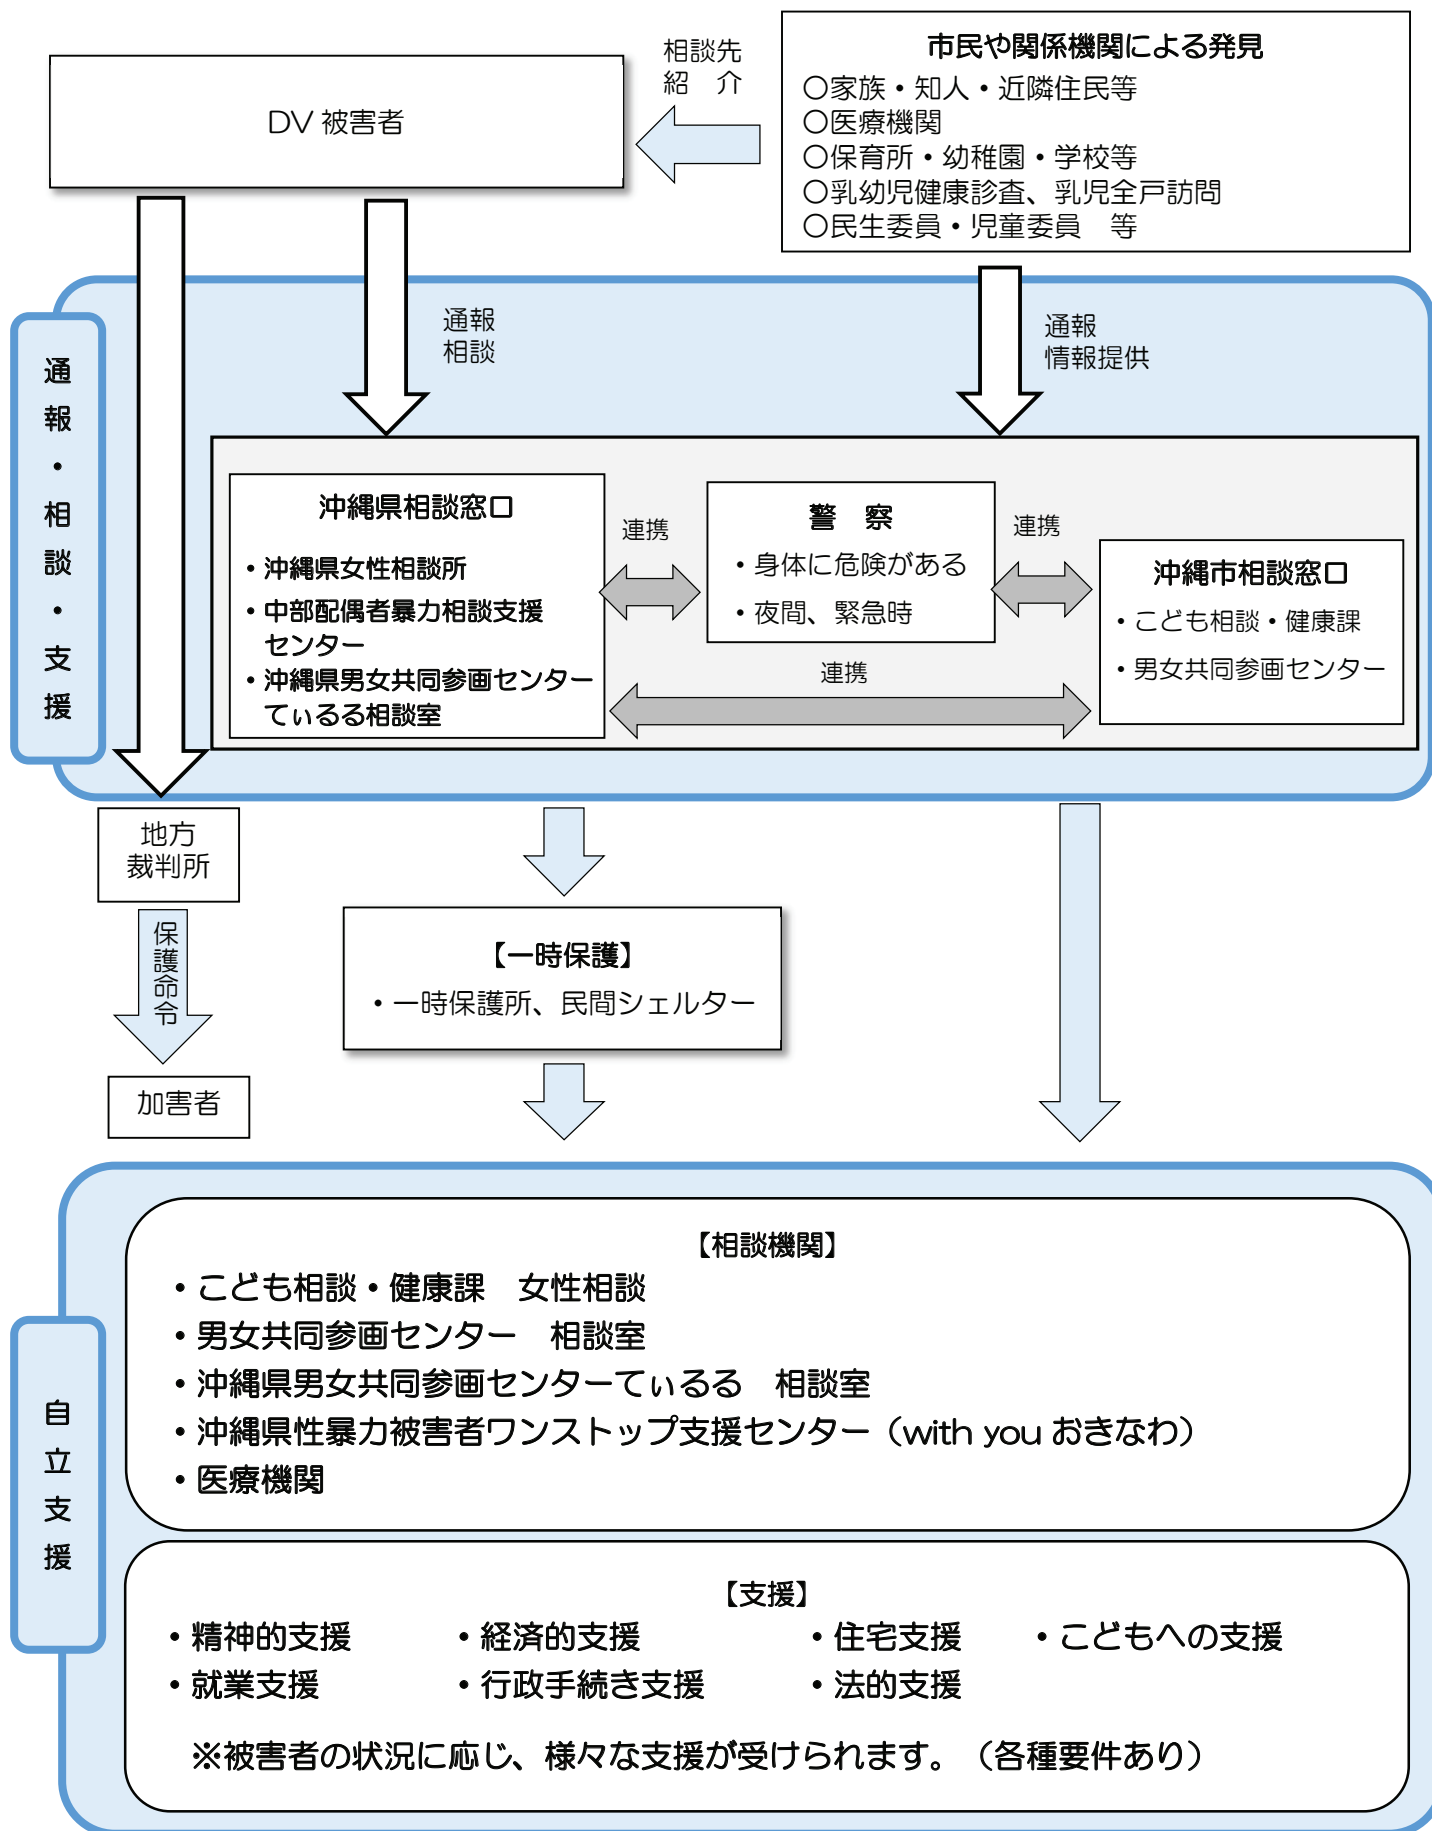 市民や関係機関による発見
○家族・知人・近隣住民等
○医療機関
○保育所・幼稚園・学校等
○乳幼児健康診査、乳児全戸訪問
○民生委員・児童委員　等
相談先
紹　介
DV 被害者
通報
相談
通報
情報提供
通報・相談・支援
沖縄県相談窓口
・沖縄県女性相談所
・中部配偶者暴力相談支援
センター
・沖縄県男女共同参画センター
てぃるる相談室
連携
警　察
・身体に危険がある
・夜間、緊急時
連携
沖縄市相談窓口
・こども相談・健康課
・男女共同参画センター
連携
地方
裁判所
保護命令
加害者
【一時保護】
・一時保護所、民間シェルター
自立支援
【相談機関】
・こども相談・健康課　女性相談
・男女共同参画センター　相談室
・沖縄県男女共同参画センターてぃるる　相談室
・沖縄県性暴力被害者ワンストップ支援センター（with you おきなわ）
・医療機関
【支援】
・精神的支援　・経済的支援　・住宅支援　・こどもへの支援
・就業支援　・行政手続き支援　・法的支援
※被害者の状況に応じ、様々な支援が受けられます。（各種要件あり）